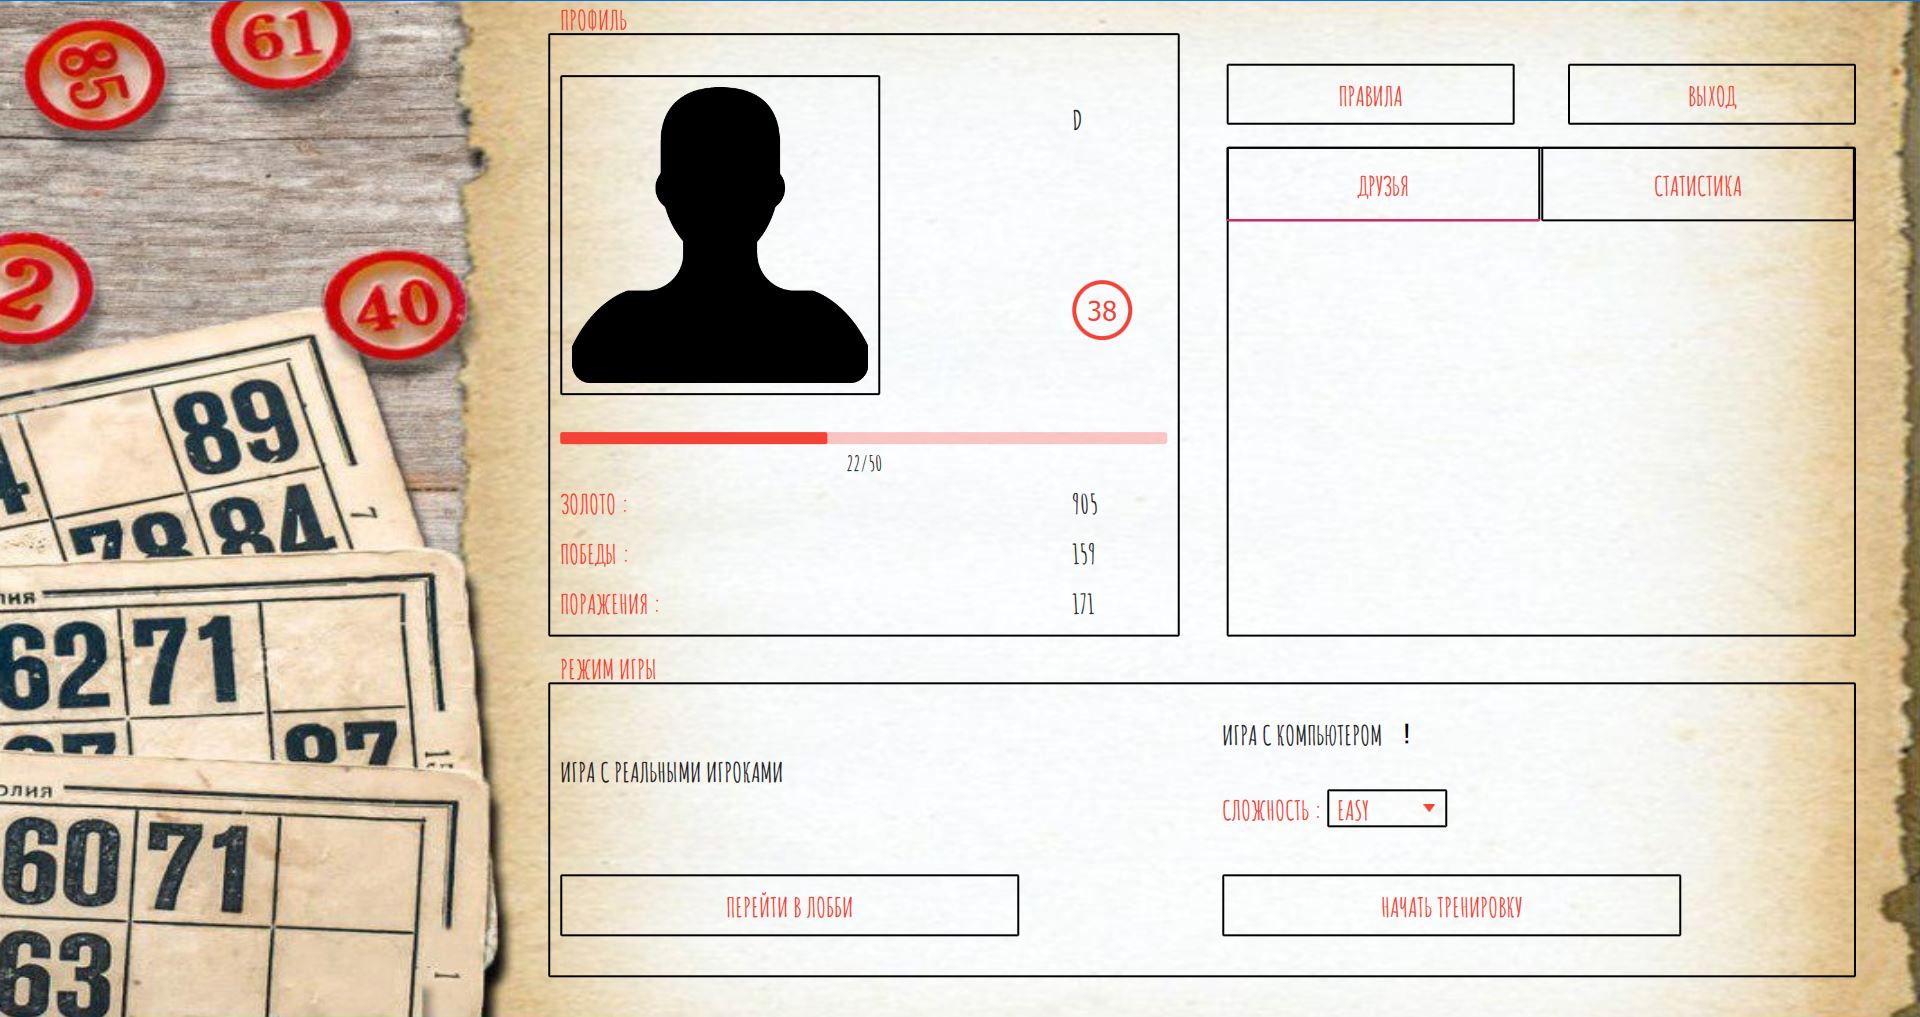 ПРОФИЛЬ
D
38
22/50
ЗОЛОТО : 905
ПОБЕДЫ : 159
ПОРАЖЕНИЯ : 171
ПРАВИЛА
ВЫХОД
ДРУЗЬЯ
СТАТИСТИКА
РЕЖИМ ИГРЫ
ИГРА С РЕАЛЬНЫМИ ИГРОКАМИ
ПЕРЕЙТИ В ЛОББИ
ИГРА С КОМПЬЮТЕРОМ !
СЛОЖНОСТЬ : EASY
НАЧАТЬ ТРЕНИРОВКУ
85
61
2
40
89
78 84
7
62 71
87
60 71
63
1